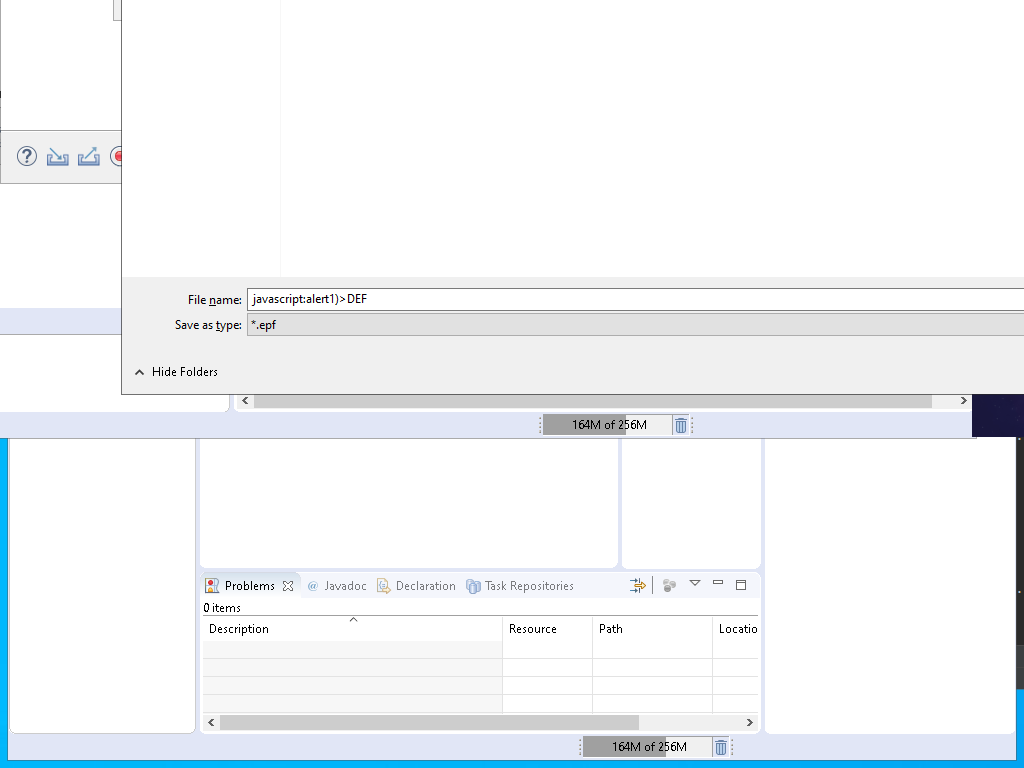 File name: javascript:alert1)>DEF
Save as type: *.epf
Hide Folders
164M of 256M
Problems @ Javadoc Declaration Task Repositories
0 items
Description Resource Path Locatio
164M of 256M